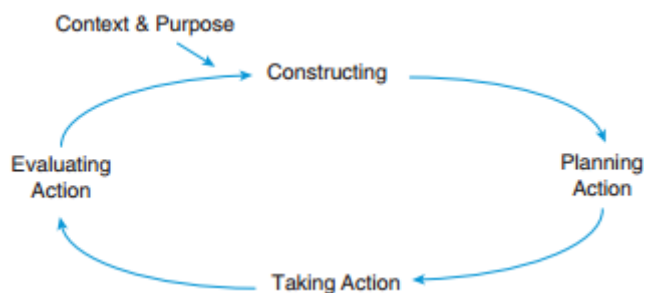 Context & Purpose
Constructing
Evaluating
Action
Planning
Action
Taking Action